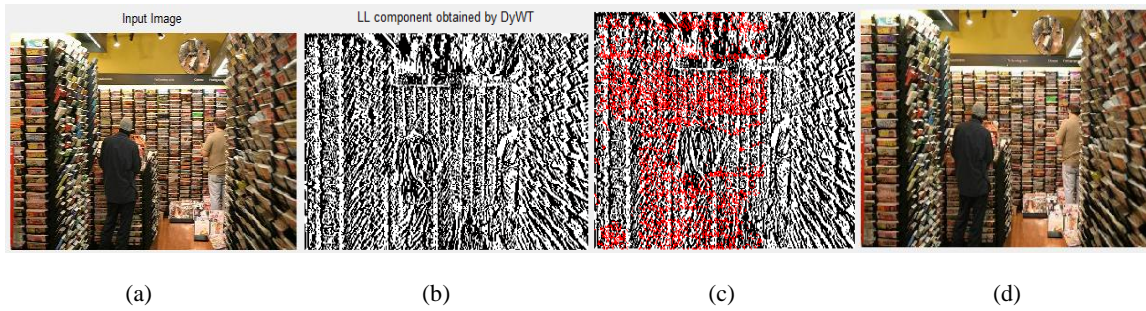 Input Image
LL component obtained by DyWT
(a)
(b)
(c)
(d)